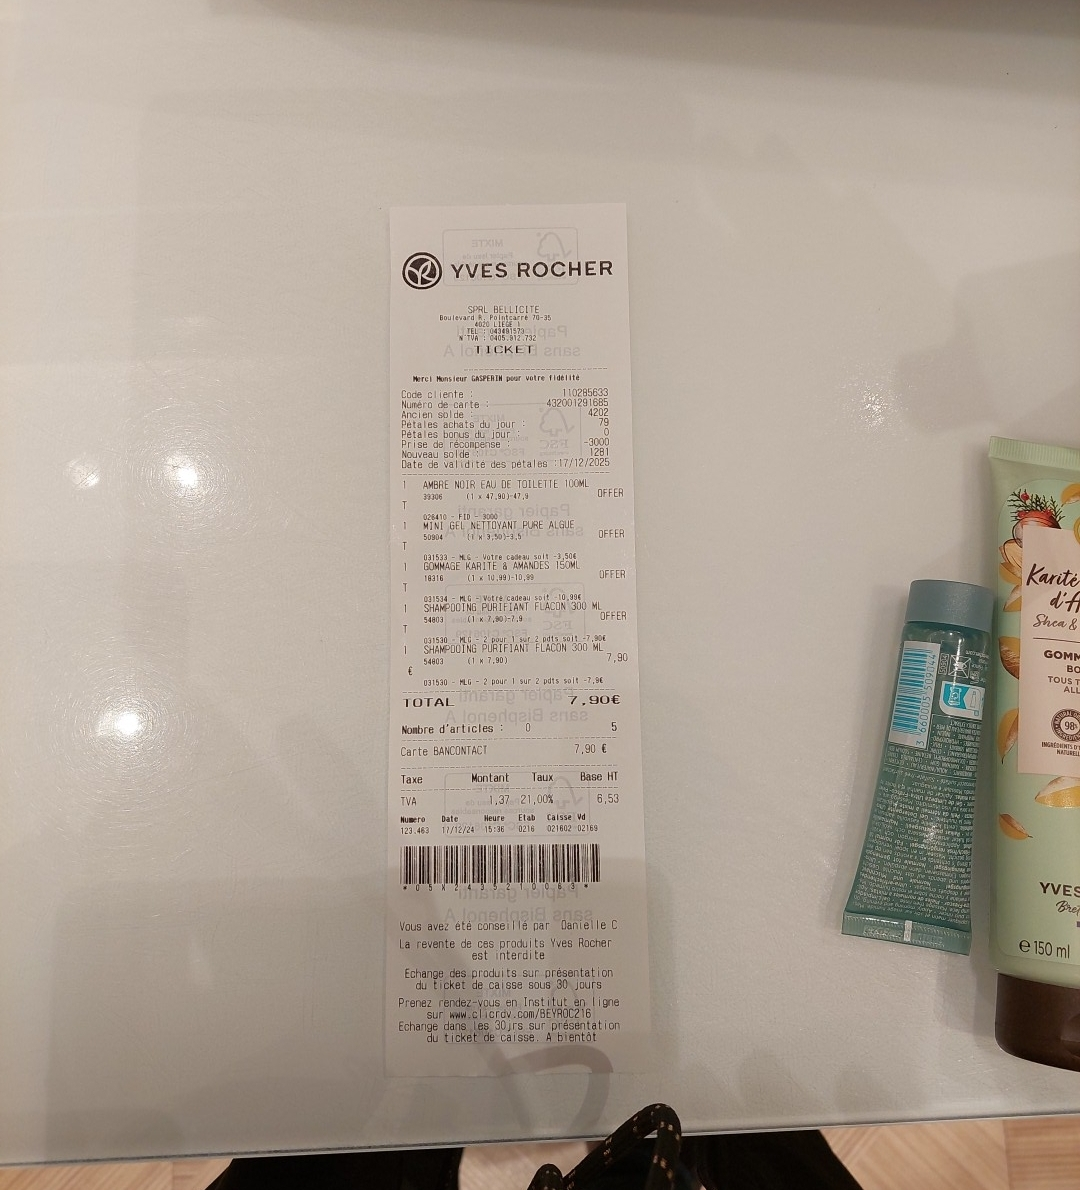 YVES ROCHER
SPRL BELLICITE
Boulevard R. Pointcarré 70-35
4020 LIEGE 1
TEL : 043491573
N°TVA : 0405.912.732
TICKET
Merci Monsieur GASPERIN pour votre fidélité
Code cliente : 110285633
Numéro de carte : 432001291685
Ancien solde : 4202
Pétales achats du jour : 79
Pétales bonus du jour : 0
Prise de récompense : -3000
Nouveau solde : 1281
Date de validité des pétales :17/12/2025
1 AMBRE NOIR EAU DE TOILETTE 100ML
39306 (1 x 47,90)-47,9 OFFER
T
026410 - FID - 3000
1 MINI GEL NETTOYANT PURE ALGUE
50904 (1 x 3,50)-3,5 OFFER
T
031533 - MLG - Votre cadeau soit -3,50€
1 GOMMAGE KARITE & AMANDES 150ML
18316 (1 x 10,99)-10,99 OFFER
T
031534 - MLG - Votre cadeau soit -10,99€
1 SHAMPOOING PURIFIANT FLACON 300 ML
54803 (1 x 7,90)-7,9 OFFER
T
031530 - MLG - 2 pour 1 sur 2 pdts soit -7,90€
1 SHAMPOOING PURIFIANT FLACON 300 ML
54803 (1 x 7,90) 7,90
€
031530 - MLG - 2 pour 1 sur 2 pdts soit -7,9€
TOTAL 7,90€
Nombre d'articles : 0 5
Carte BANCONTACT 7,90 €
Taxe Montant Taux Base HT
TVA 1,37 21,00% 6,53
Numero Date Heure Etab Caisse Vd
123.463 17/12/24 15:36 0216 021602 02169
Vous avez été conseillé par Danielle C
La revente de ces produits Yves Rocher
est interdite
Echange des produits sur présentation
du ticket de caisse sous 30 jours
Prenez rendez-vous en Institut en ligne
sur www.clicrdv.com/BEYROC216
Echange dans les 30jrs sur présentation
du ticket de caisse. A bientôt
3 660005 509044
Karité
Shea &
GOMM
TOUS T
98%
YVES
e 150 ml